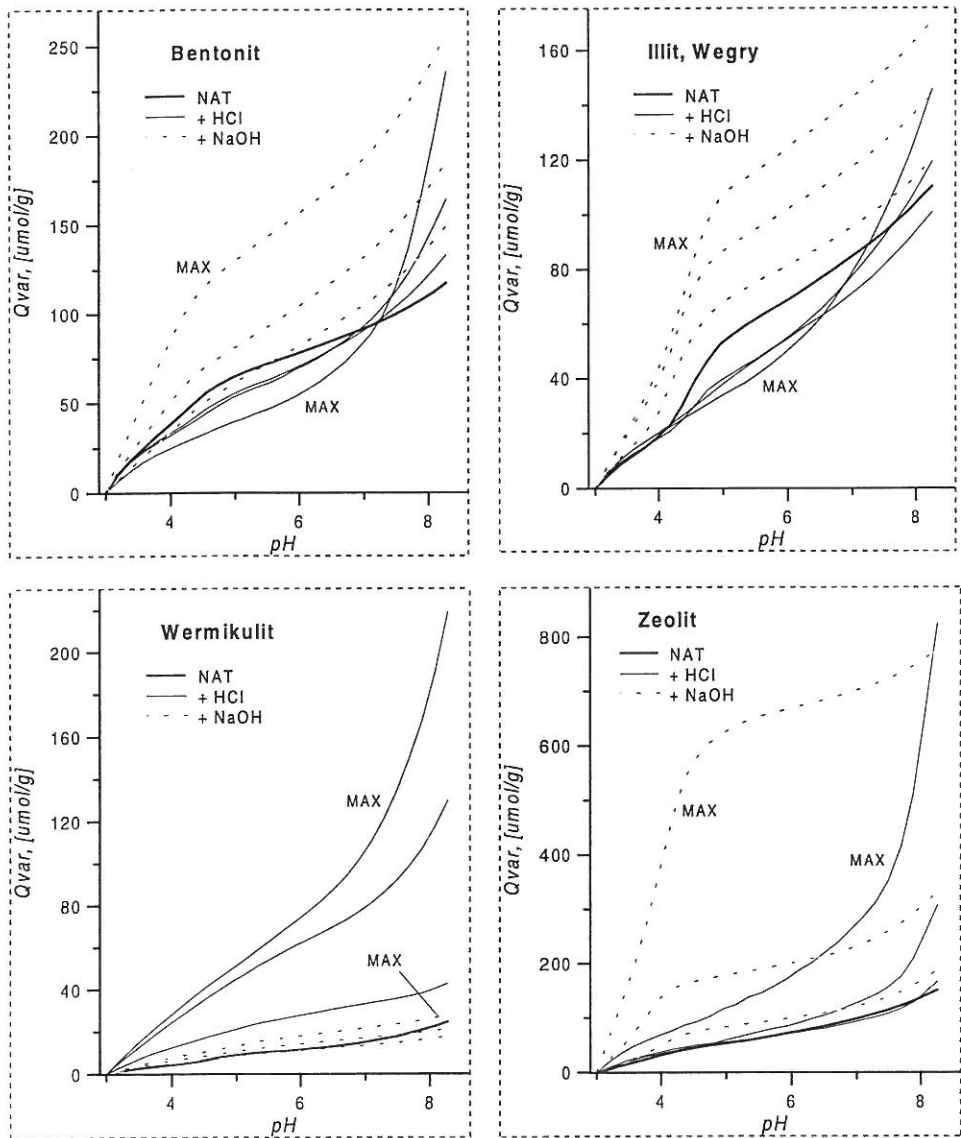 Bentonit
NAT
+ HCl
+ NaOH
MAX
MAX
Qvar, [umol/g]
250
200
150
100
50
0
4
6
8
pH
Illit, Wegry
NAT
+ HCl
+ NaOH
MAX
MAX
Qvar, [umol/g]
160
120
80
40
0
4
6
8
pH
Wermikulit
NAT
+ HCl
+ NaOH
MAX
MAX
Qvar, [umol/g]
200
160
120
80
40
0
4
6
8
pH
Zeolit
NAT
+ HCl
+ NaOH
MAX
MAX
Qvar, [umol/g]
800
600
400
200
0
4
6
8
pH